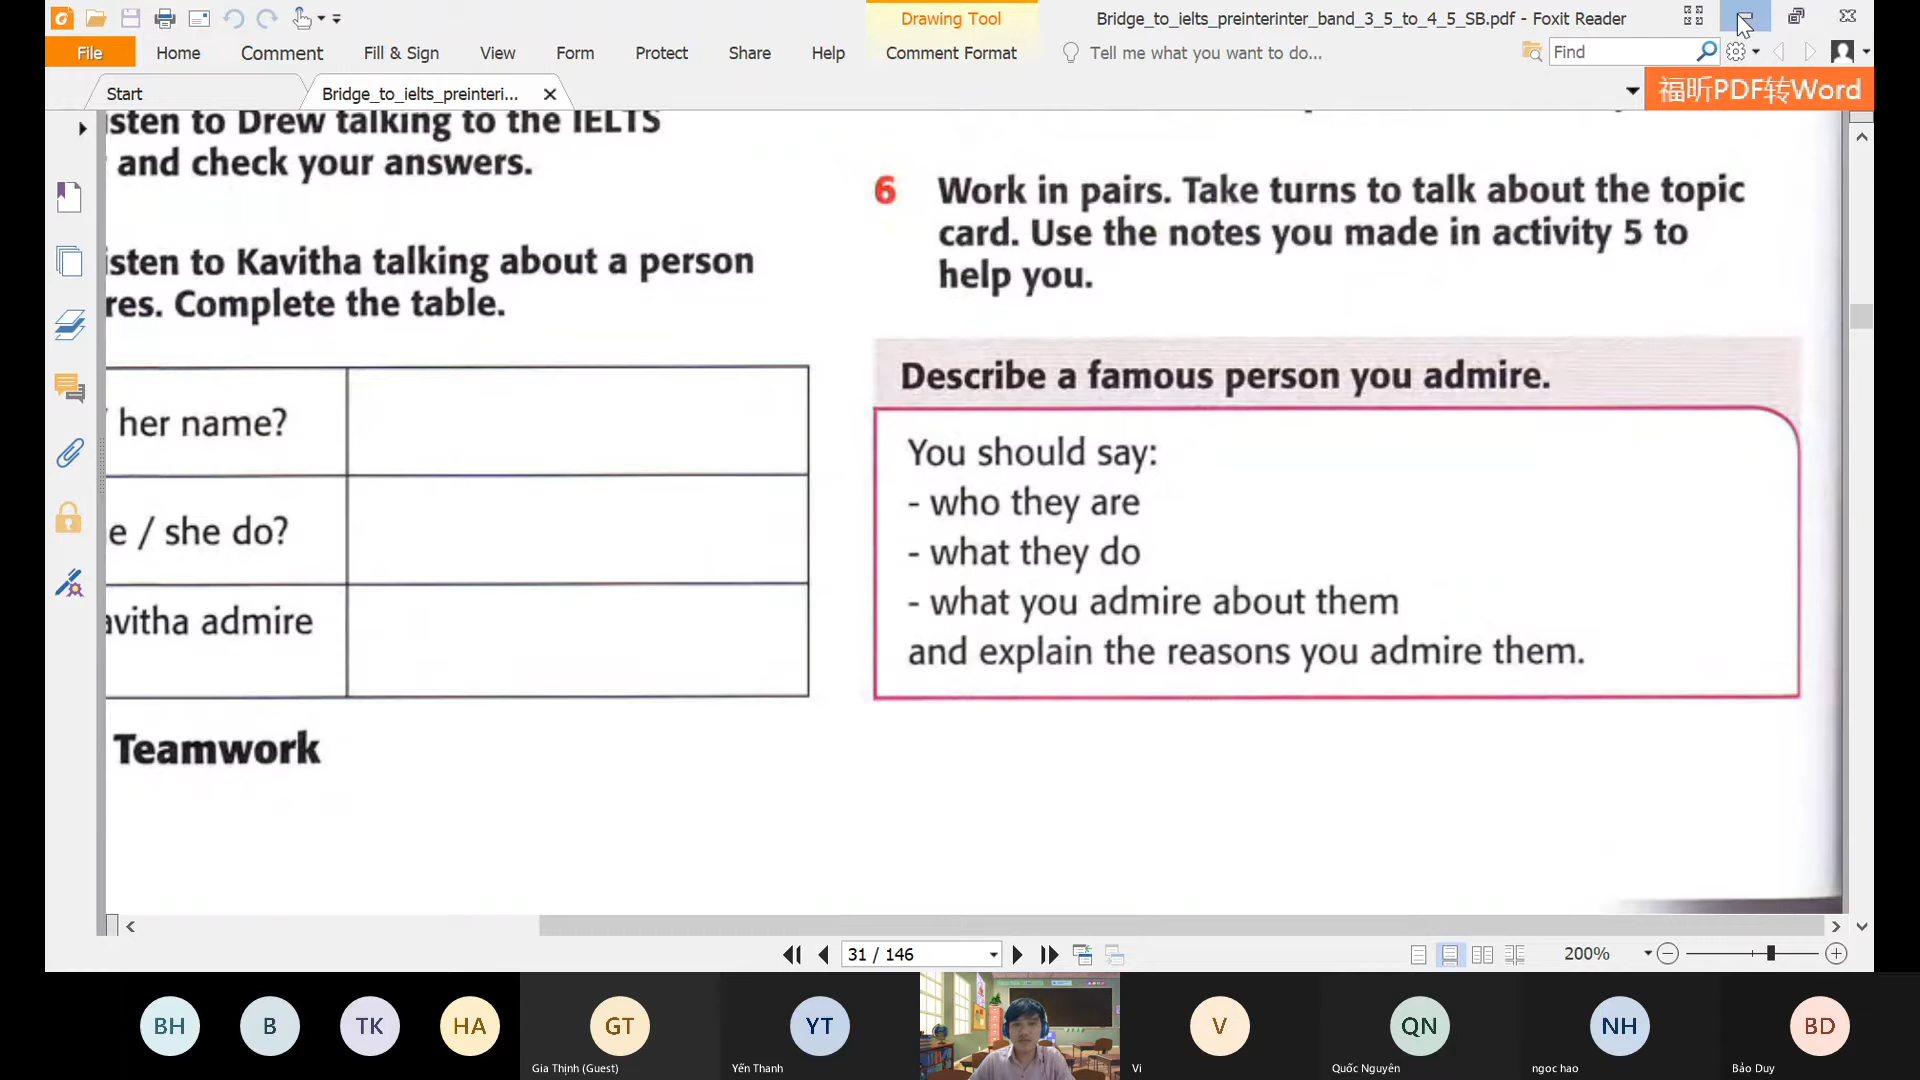 Drawing Tool
Bridge_to_ielts_preinterinter_band_3_5_to_4_5_SB.pdf - Foxit Reader
File
Home
Comment
Fill & Sign
View
Form
Protect
Share
Help
Comment Format
Tell me what you want to do...
Find
Start
Bridge_to_ielts_preinteri...
福昕PDF转Word
isten to Drew talking to the IELTS
and check your answers.
isten to Kavitha talking about a person
res. Complete the table.
/ her name?
e / she do?
avitha admire
Teamwork
6 Work in pairs. Take turns to talk about the topic
card. Use the notes you made in activity 5 to
help you.
Describe a famous person you admire.
You should say:
- who they are
- what they do
- what you admire about them
and explain the reasons you admire them.
31 / 146
200%
BH
B
TK
HA
GT
YT
V
QN
NH
BD
Gia Thịnh (Guest)
Yến Thanh
Vi
Quốc Nguyên
ngoc hao
Bảo Duy